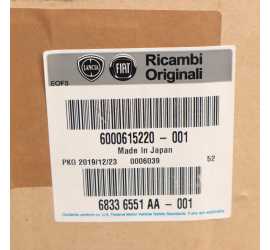 LANCIA FIAT Ricambi
Originali
EOFS
6000615220 - 001
Made In Japan
PKG 2019/12/23 0006039 52
6833 6551 AA - 001